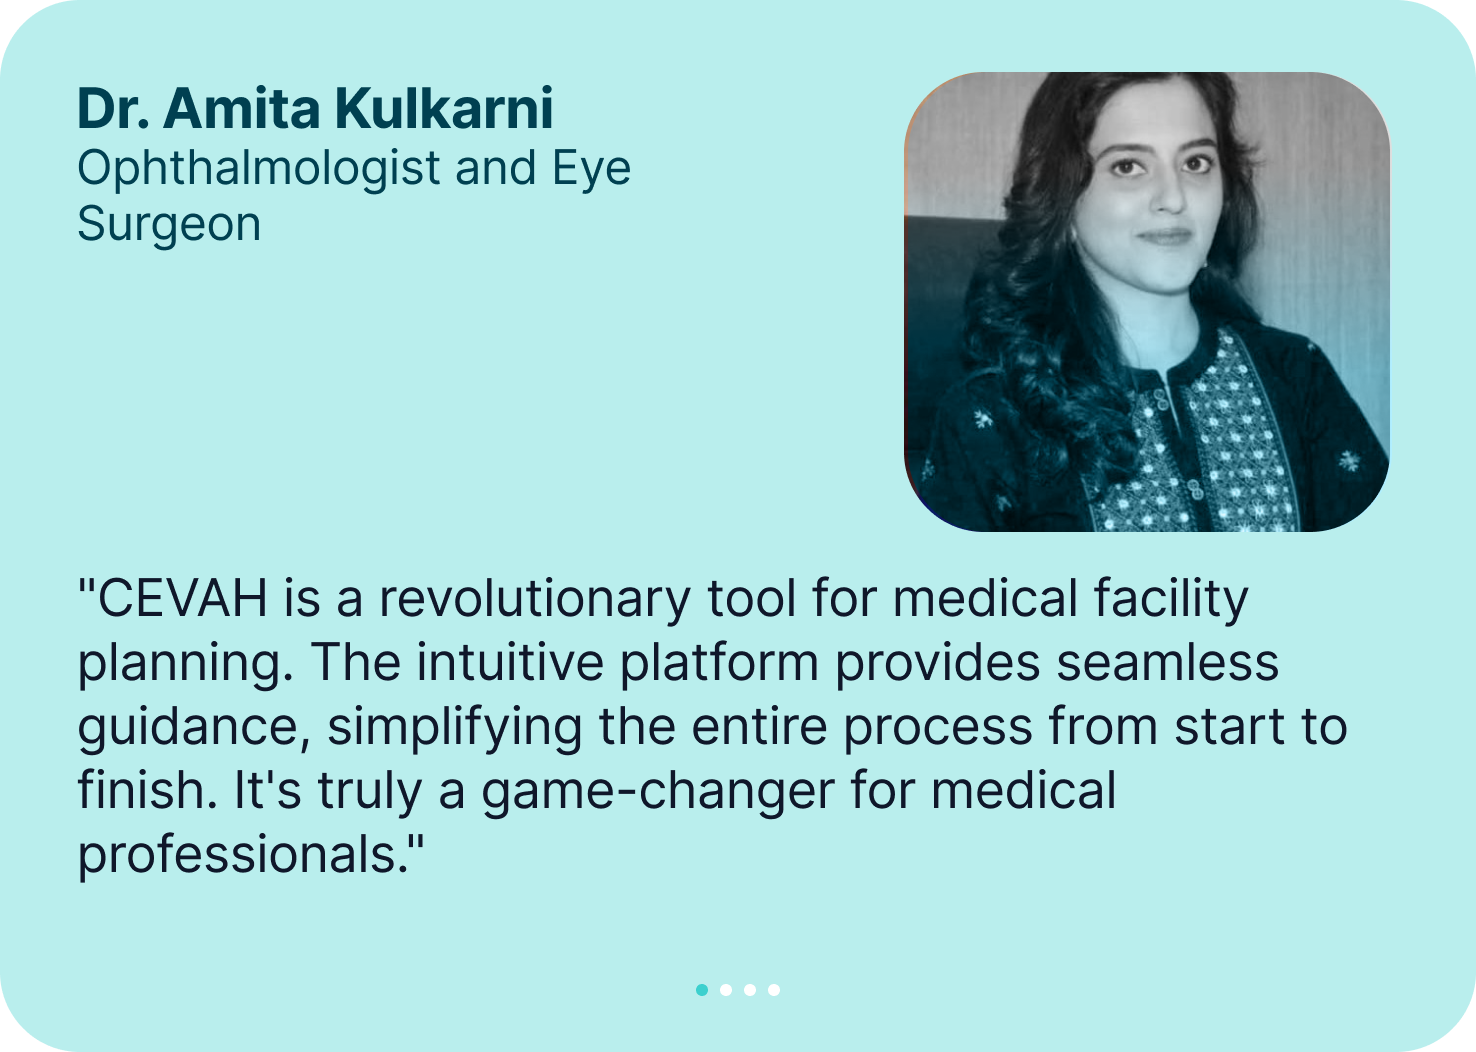 Dr. Amita Kulkarni
Ophthalmologist and Eye
Surgeon
"CEVAH is a revolutionary tool for medical facility
planning. The intuitive platform provides seamless
guidance, simplifying the entire process from start to
finish. It's truly a game-changer for medical
professionals."